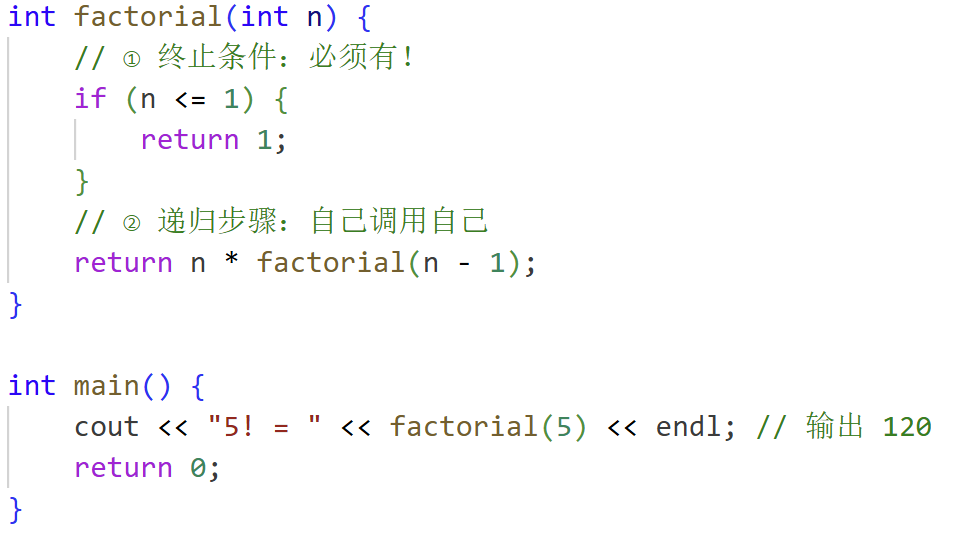 int factorial(int n) {
    // ① 终止条件：必须有！
    if (n <= 1) {
        return 1;
    }
    // ② 递归步骤：自己调用自己
    return n * factorial(n - 1);
}

int main() {
    cout << "5! = " << factorial(5) << endl; // 输出 120
    return 0;
}